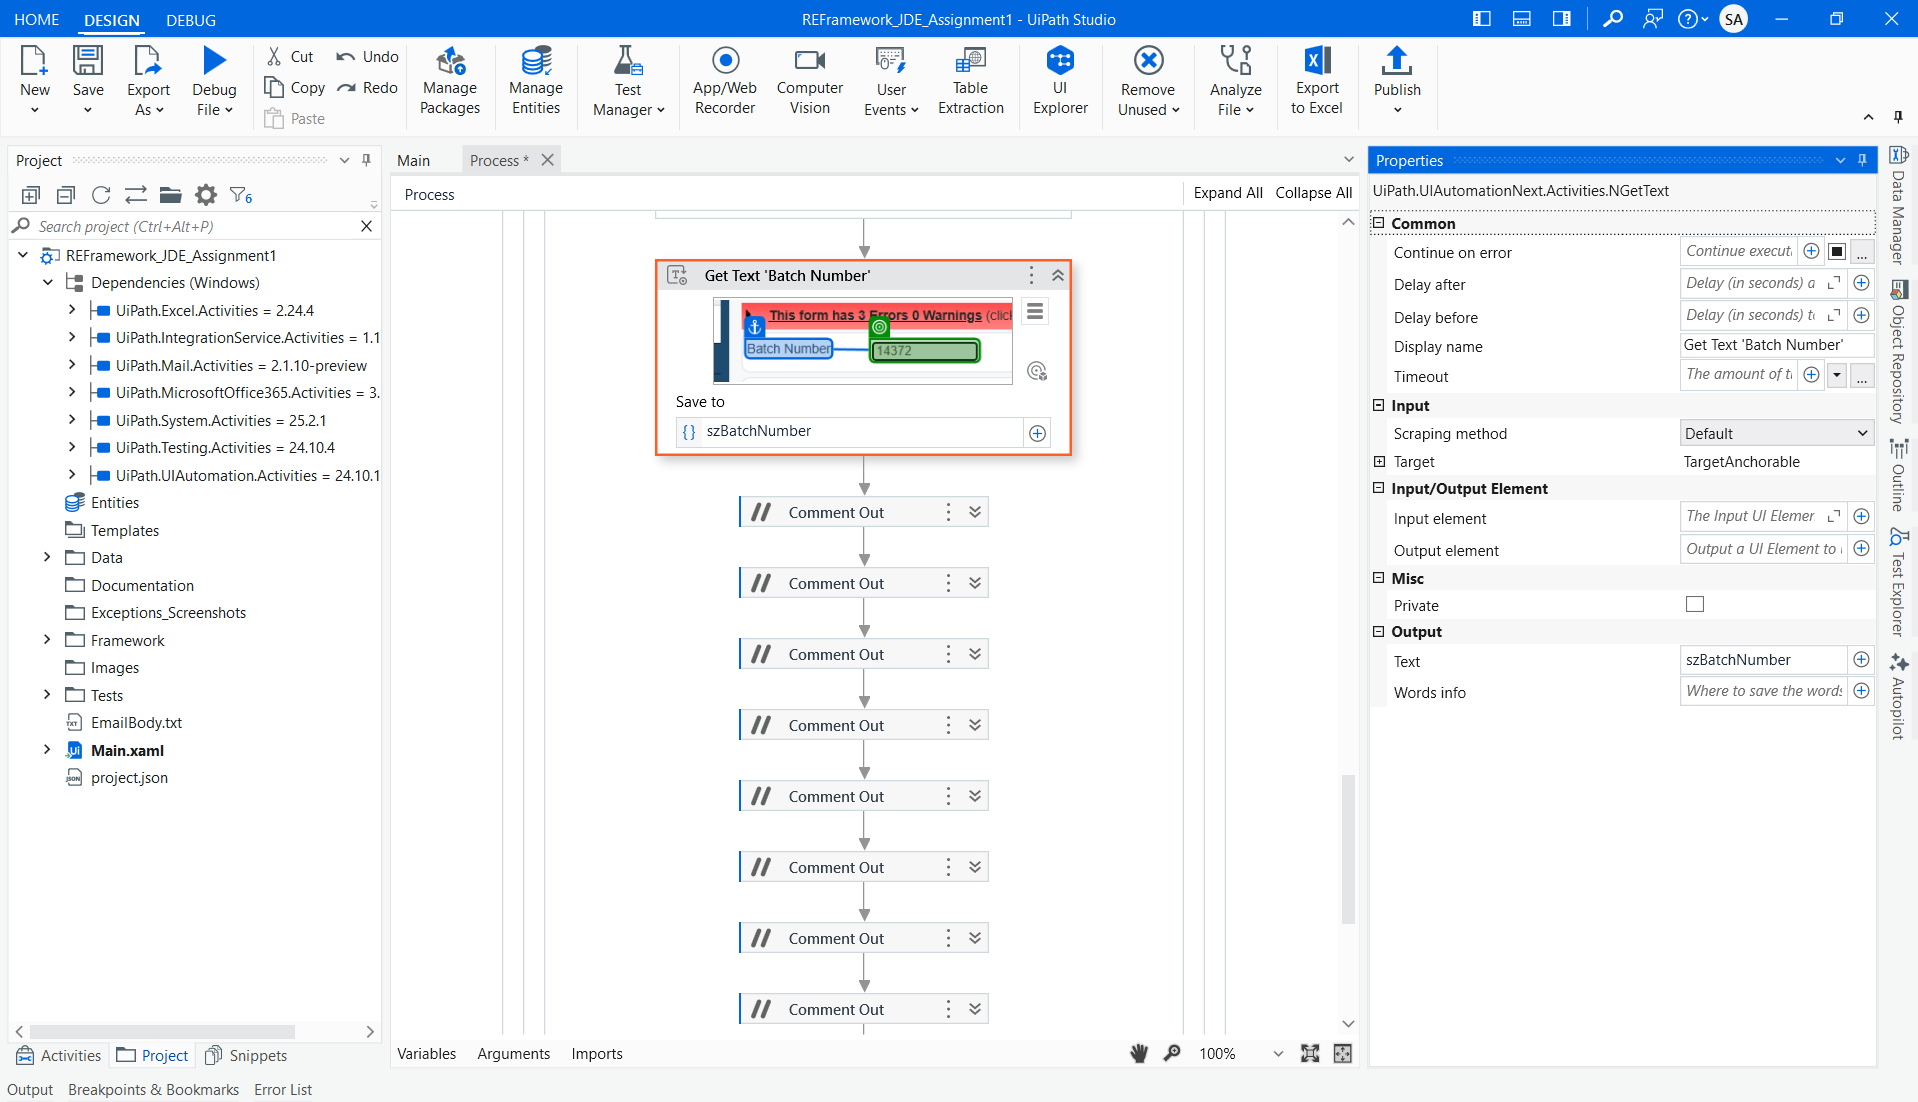 HOME DESIGN DEBUG
REFramework_JDE_Assignment1 - UiPath Studio
SA
New
Save
Export As
Debug File
Cut
Copy
Paste
Undo
Redo
Manage Packages
Manage Entities
Test Manager
App/Web Recorder
Computer Vision
User Events
Table Extraction
UI Explorer
Remove Unused
Analyze File
Export to Excel
Publish
Project
6
Search project (Ctrl+Alt+P)
REFramework_JDE_Assignment1
Dependencies (Windows)
UiPath.Excel.Activities = 2.24.4
UiPath.IntegrationService.Activities = 1.1
UiPath.Mail.Activities = 2.1.10-preview
UiPath.MicrosoftOffice365.Activities = 3.
UiPath.System.Activities = 25.2.1
UiPath.Testing.Activities = 24.10.4
UiPath.UIAutomation.Activities = 24.10.1
Entities
Templates
Data
Documentation
Exceptions_Screenshots
Framework
Images
Tests
TXT EmailBody.txt
Ui Main.xaml
JSON project.json
Activities Project Snippets
Output Breakpoints & Bookmarks Error List
Main Process *
Process Expand All Collapse All
Get Text 'Batch Number'
This form has 3 Errors 0 Warnings (click
Batch Number 14372
Save to
{} szBatchNumber
// Comment Out
// Comment Out
// Comment Out
// Comment Out
// Comment Out
// Comment Out
// Comment Out
// Comment Out
Variables Arguments Imports 100%
Properties
UiPath.UIAutomationNext.Activities.NGetText
Common
Continue on error Continue execut ...
Delay after Delay (in seconds) a
Delay before Delay (in seconds) to
Display name Get Text 'Batch Number'
Timeout The amount of ti ...
Input
Scraping method Default
Target TargetAnchorable
Input/Output Element
Input element The Input UI Elemen
Output element Output a UI Element to
Misc
Private
Output
Text szBatchNumber
Words info Where to save the words
Data Manager
Object Repository
Outline
Test Explorer
Autopilot